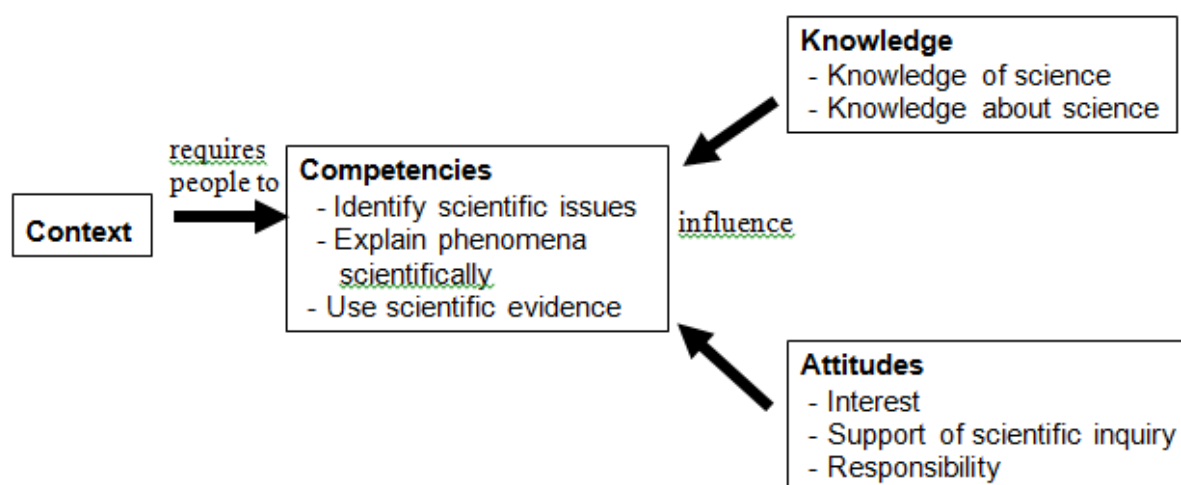 Context
requires
people to
Competencies
- Identify scientific issues
- Explain phenomena
scientifically
- Use scientific evidence
influence
Knowledge
- Knowledge of science
- Knowledge about science
Attitudes
- Interest
- Support of scientific inquiry
- Responsibility